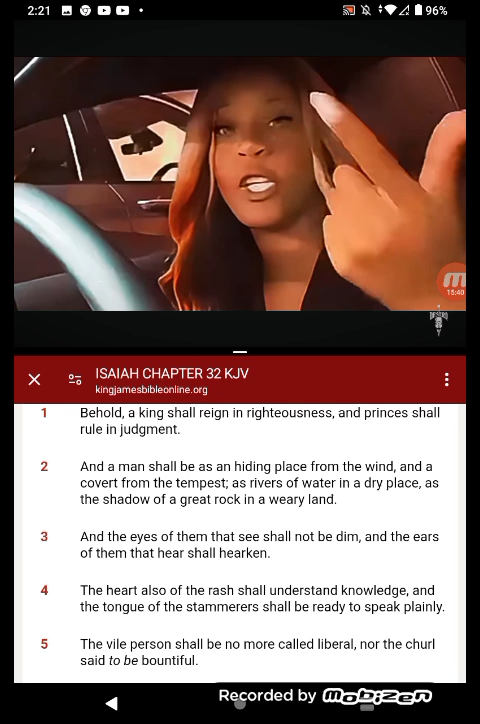 2:21
96%
15:40
DESTRO
ISAIAH CHAPTER 32 KJV
kingjamesbibleonline.org
1 Behold, a king shall reign in righteousness, and princes shall
rule in judgment.
2 And a man shall be as an hiding place from the wind, and a
covert from the tempest; as rivers of water in a dry place, as
the shadow of a great rock in a weary land.
3 And the eyes of them that see shall not be dim, and the ears
of them that hear shall hearken.
4 The heart also of the rash shall understand knowledge, and
the tongue of the stammerers shall be ready to speak plainly.
5 The vile person shall be no more called liberal, nor the churl
said to be bountiful.
Recorded by Mobizen